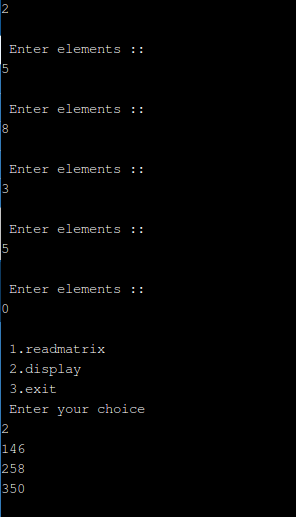 2
Enter elements ::
5
Enter elements ::
8
Enter elements ::
3
Enter elements ::
5
Enter elements ::
0
1.readmatrix
2.display
3.exit
Enter your choice
2
146
258
350